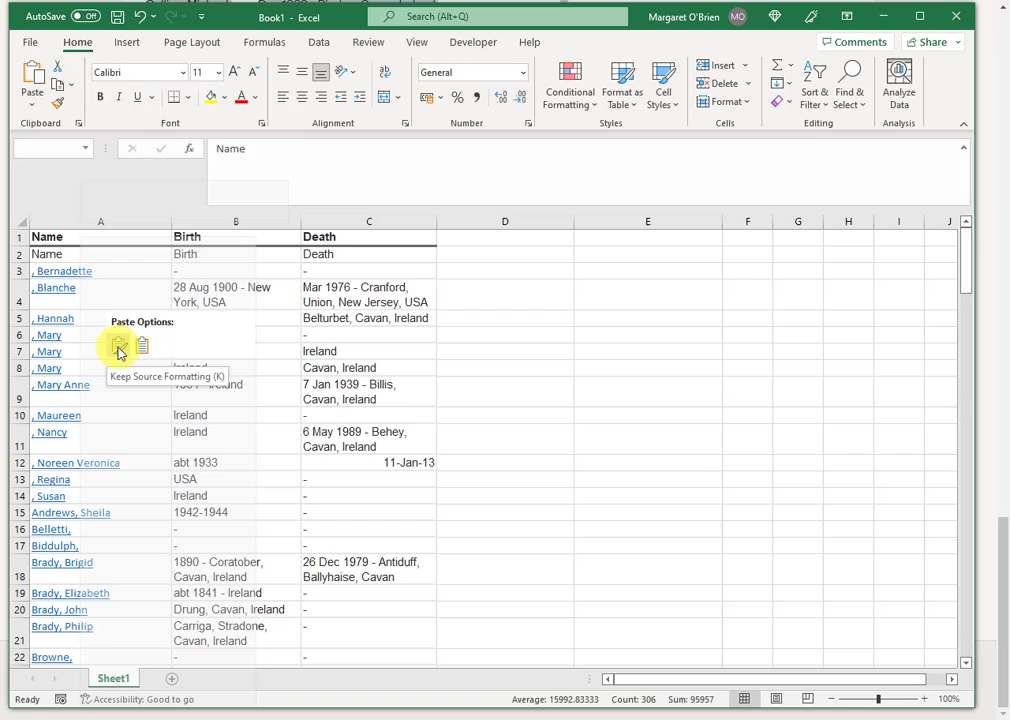 AutoSave Off Book1 - Excel Search (Alt+Q) Margaret O'Brien MO
File Home Insert Page Layout Formulas Data Review View Developer Help Comments Share
Paste Calibri 11 General Conditional Formatting Format as Table Cell Styles Insert Delete Format Sort & Filter Find & Select Analyze Data
Clipboard Font Alignment Number Styles Cells Editing Analysis
Name
A B C D E F G H I J
1 Name Birth Death
2 Name Birth Death
3 , Bernadette - -
4 , Blanche 28 Aug 1900 - New York, USA Mar 1976 - Cranford, Union, New Jersey, USA
5 , Hannah Belturbet, Cavan, Ireland
Paste Options:
6 , Mary -
7 , Mary Ireland
8 , Mary Cavan, Ireland
Keep Source Formatting (K)
9 , Mary Anne 7 Jan 1939 - Billis, Cavan, Ireland
10 , Maureen Ireland -
11 , Nancy Ireland 6 May 1989 - Behey, Cavan, Ireland
12 , Noreen Veronica abt 1933 11-Jan-13
13 , Regina USA -
14 , Susan Ireland -
15 Andrews, Sheila 1942-1944 -
16 Belletti, - -
17 Biddulph, - -
18 Brady, Brigid 1890 - Coratober, Cavan, Ireland 26 Dec 1979 - Antiduff, Ballyhaise, Cavan
19 Brady, Elizabeth abt 1841 - Ireland -
20 Brady, John Drung, Cavan, Ireland -
21 Brady, Philip Carriga, Stradone, Cavan, Ireland -
22 Browne, - -
Sheet1
Ready Accessibility: Good to go Average: 15992.83333 Count: 306 Sum: 95957 100%